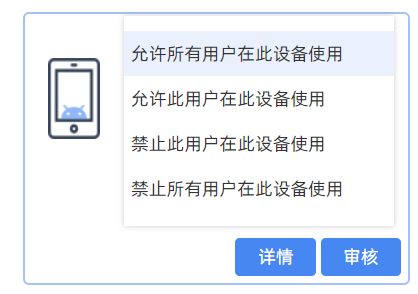 允许所有用户在此设备使用
允许此用户在此设备使用
禁止此用户在此设备使用
禁止所有用户在此设备使用
详情
审核